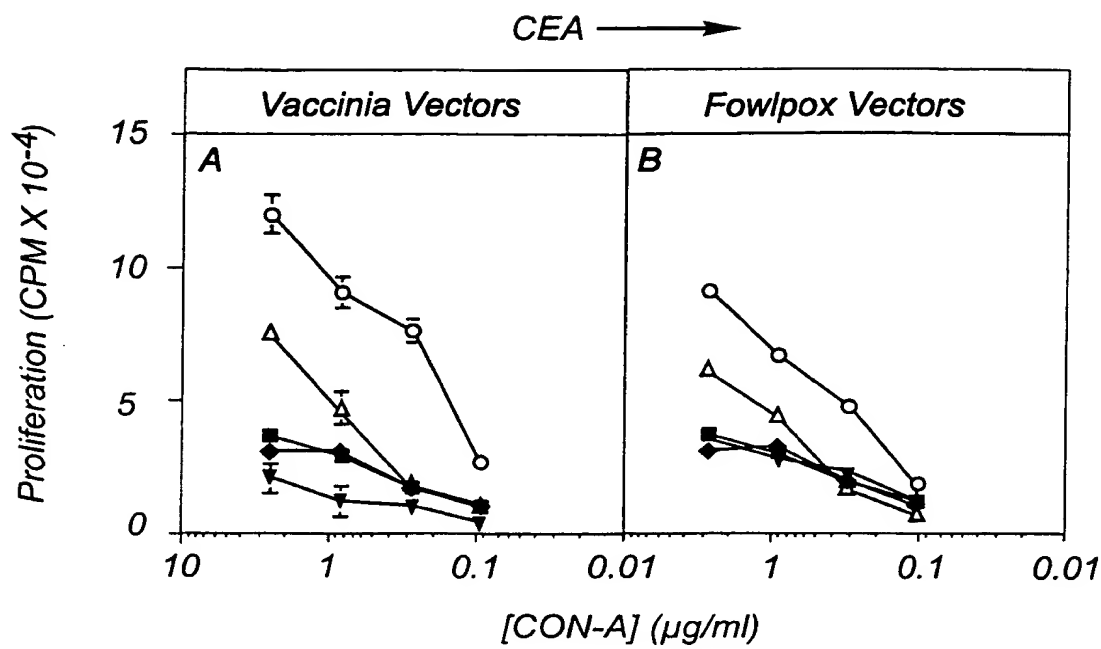 CEA
Vaccinia Vectors Fowlpox Vectors
A B
Proliferation (CPM X 10-4)
15
10
5
0
10 1 0.1 0.01 1 0.1 0.01
[CON-A] (µg/ml)